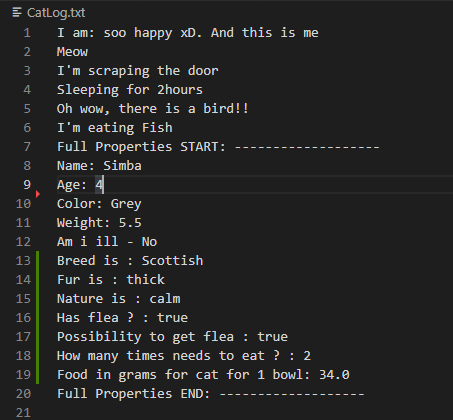 CatLog.txt
1 I am: soo happy xD. And this is me
2 Meow
3 I'm scraping the door
4 Sleeping for 2hours
5 Oh wow, there is a bird!!
6 I'm eating Fish
7 Full Properties START: -------------------
8 Name: Simba
9 Age: 4
10 Color: Grey
11 Weight: 5.5
12 Am i ill - No
13 Breed is : Scottish
14 Fur is : thick
15 Nature is : calm
16 Has flea ? : true
17 Possibility to get flea : true
18 How many times needs to eat ? : 2
19 Food in grams for cat for 1 bowl: 34.0
20 Full Properties END: -------------------
21